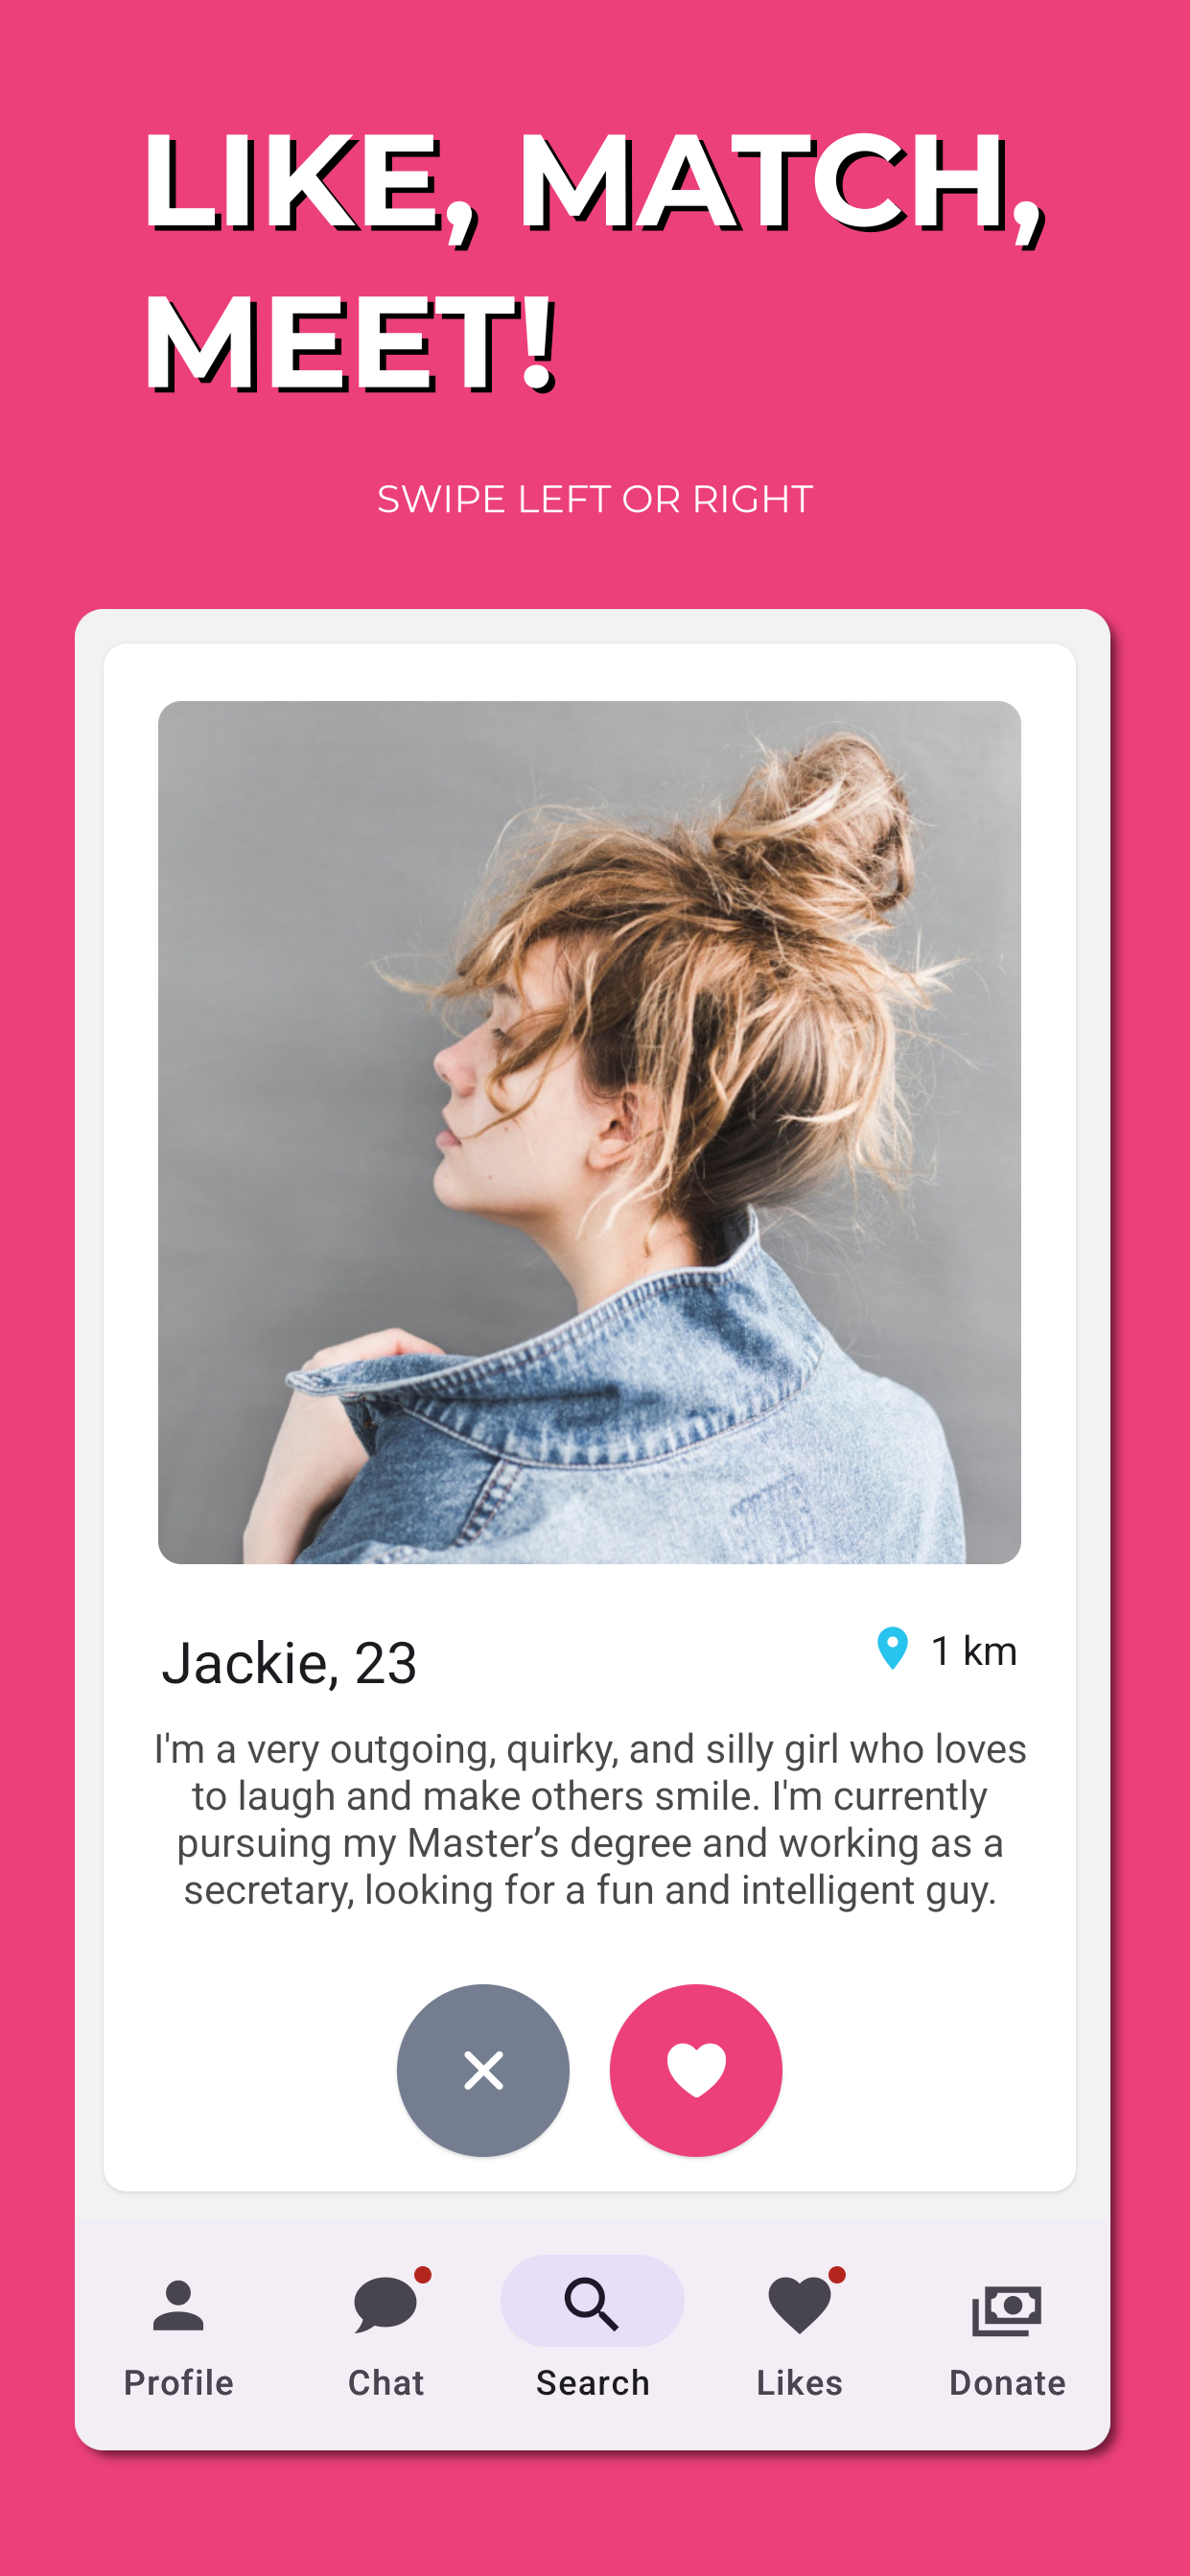 LIKE, MATCH,
MEET!
SWIPE LEFT OR RIGHT
Jackie, 23
1 km
I'm a very outgoing, quirky, and silly girl who loves
to laugh and make others smile. I'm currently
pursuing my Master’s degree and working as a
secretary, looking for a fun and intelligent guy.
Profile
Chat
Search
Likes
Donate